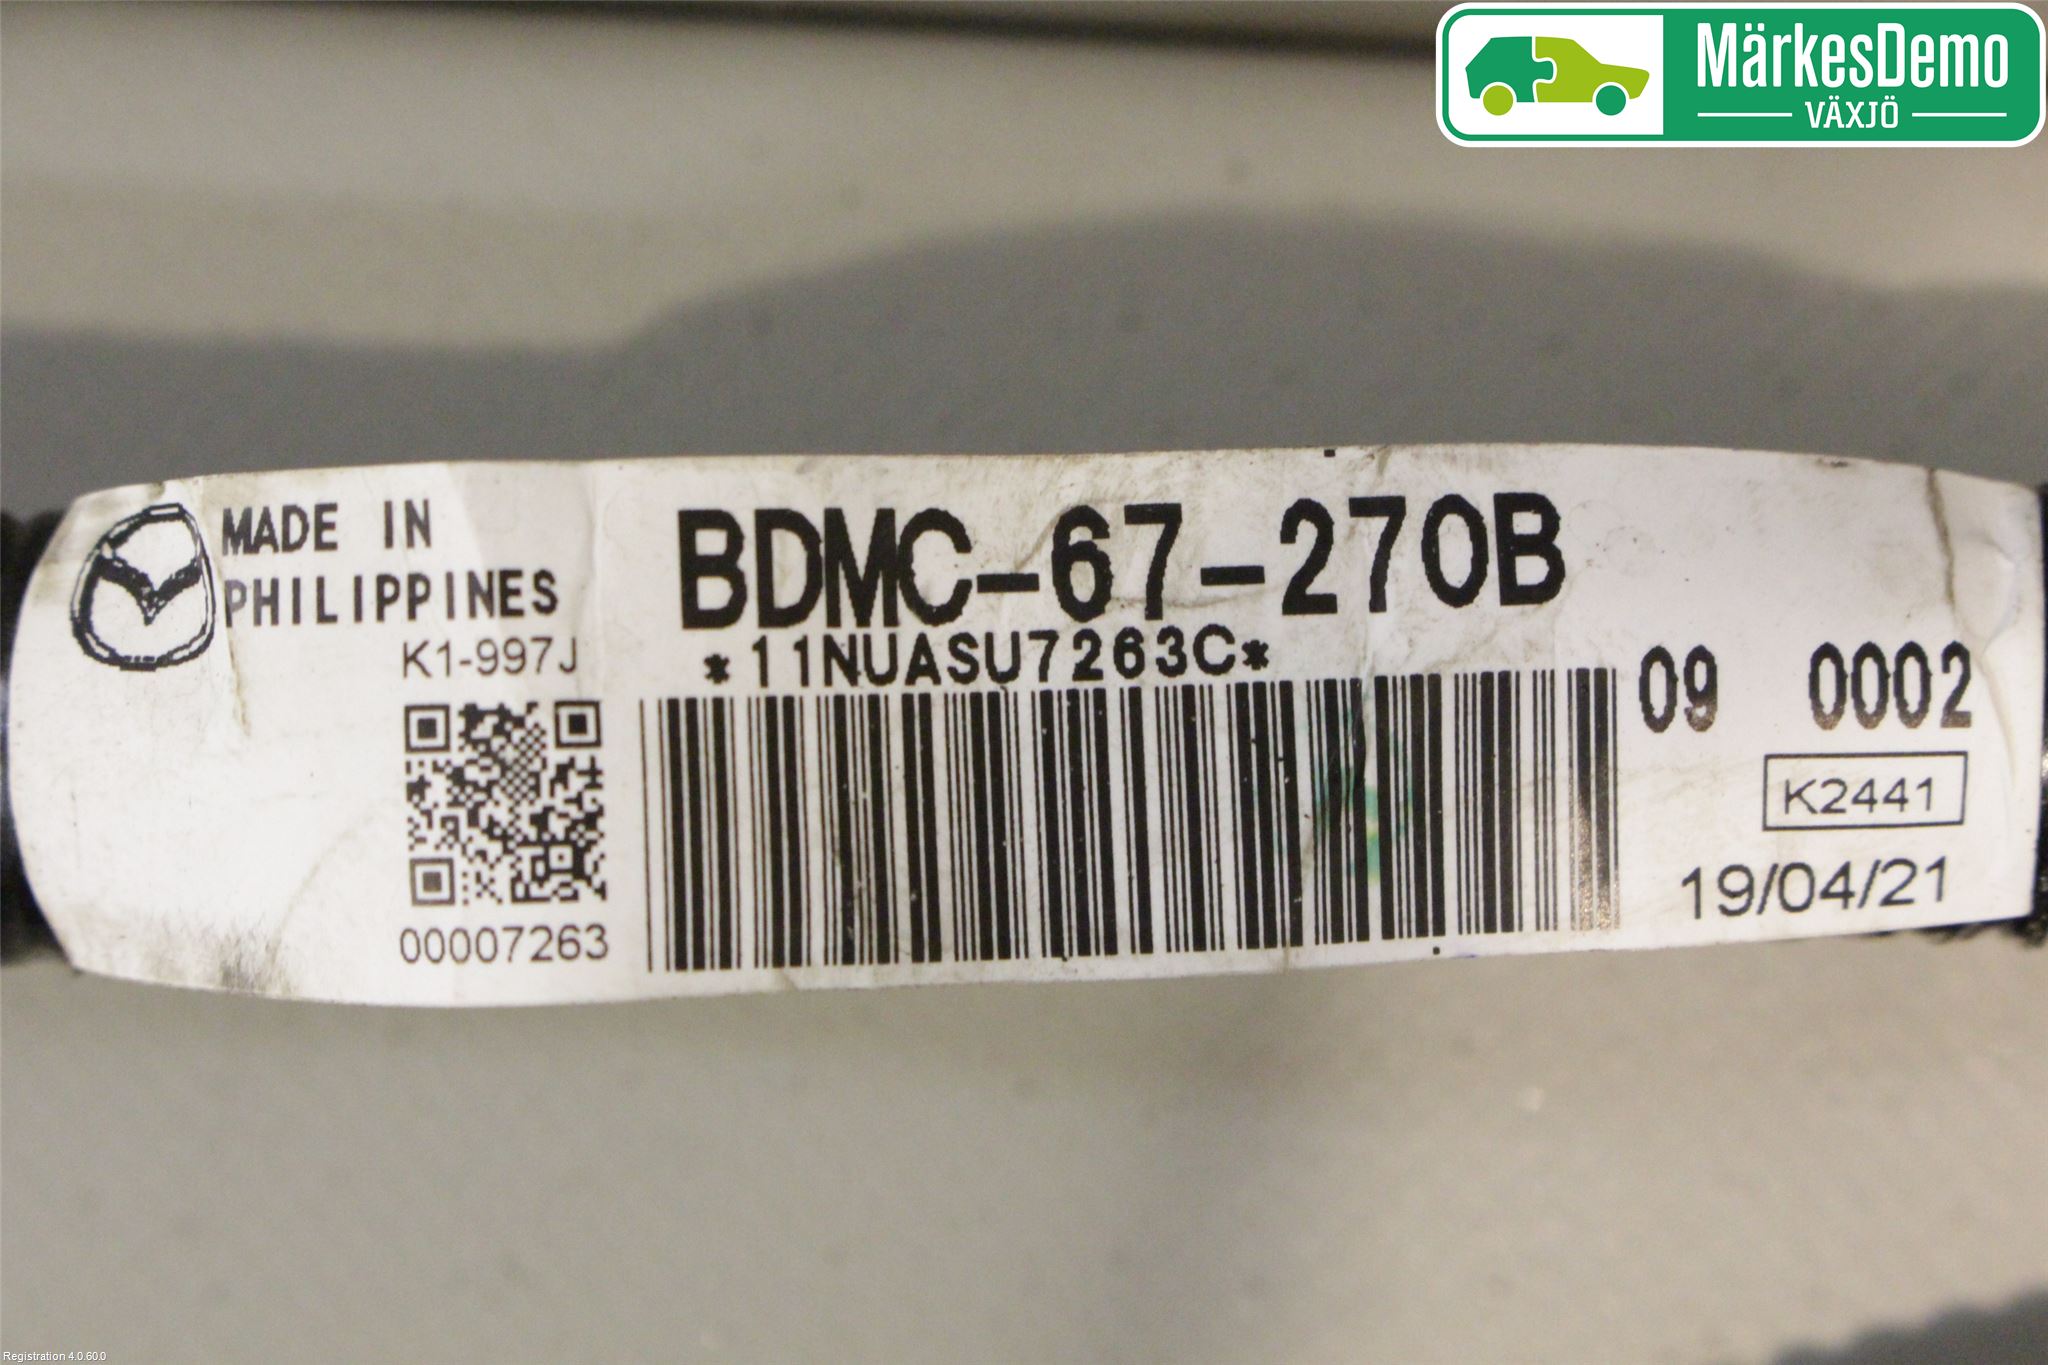 MärkesDemo
VÄXJÖ
MADE IN
PHILIPPINES
K1-997J
00007263
BDMC-67-270B
*11NUASU7263C*
09 0002
K2441
19/04/21
Registration 4.0.60.0